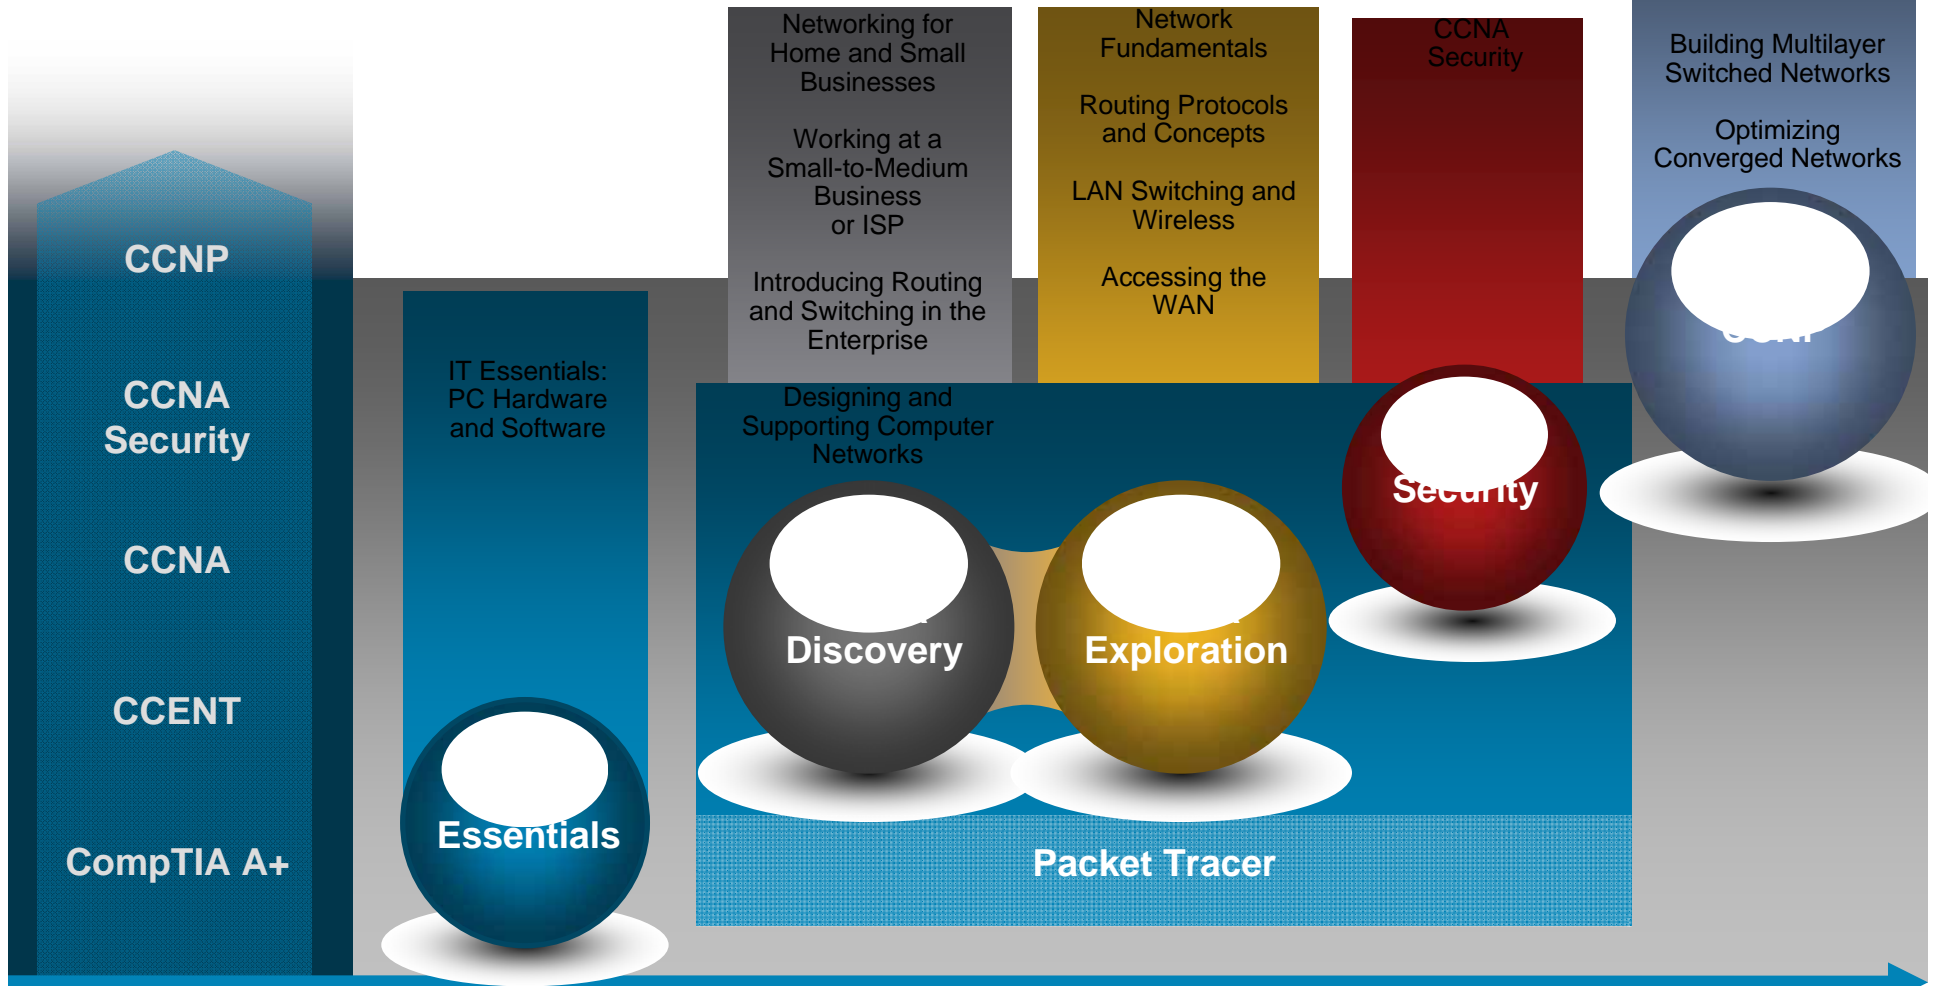 CCNP
CCNA
Security
CCNA
CCENT
CompTIA A+
IT Essentials:
PC Hardware
and Software
Essentials
Networking for
Home and Small
Businesses
Working at a
Small-to-Medium
Business
or ISP
Introducing Routing
and Switching in the
Enterprise
Designing and
Supporting Computer
Networks
Discovery
Network
Fundamentals
Routing Protocols
and Concepts
LAN Switching and
Wireless
Accessing the
WAN
Exploration
CCNA
Security
Security
Building Multilayer
Switched Networks
Optimizing
Converged Networks
Packet Tracer